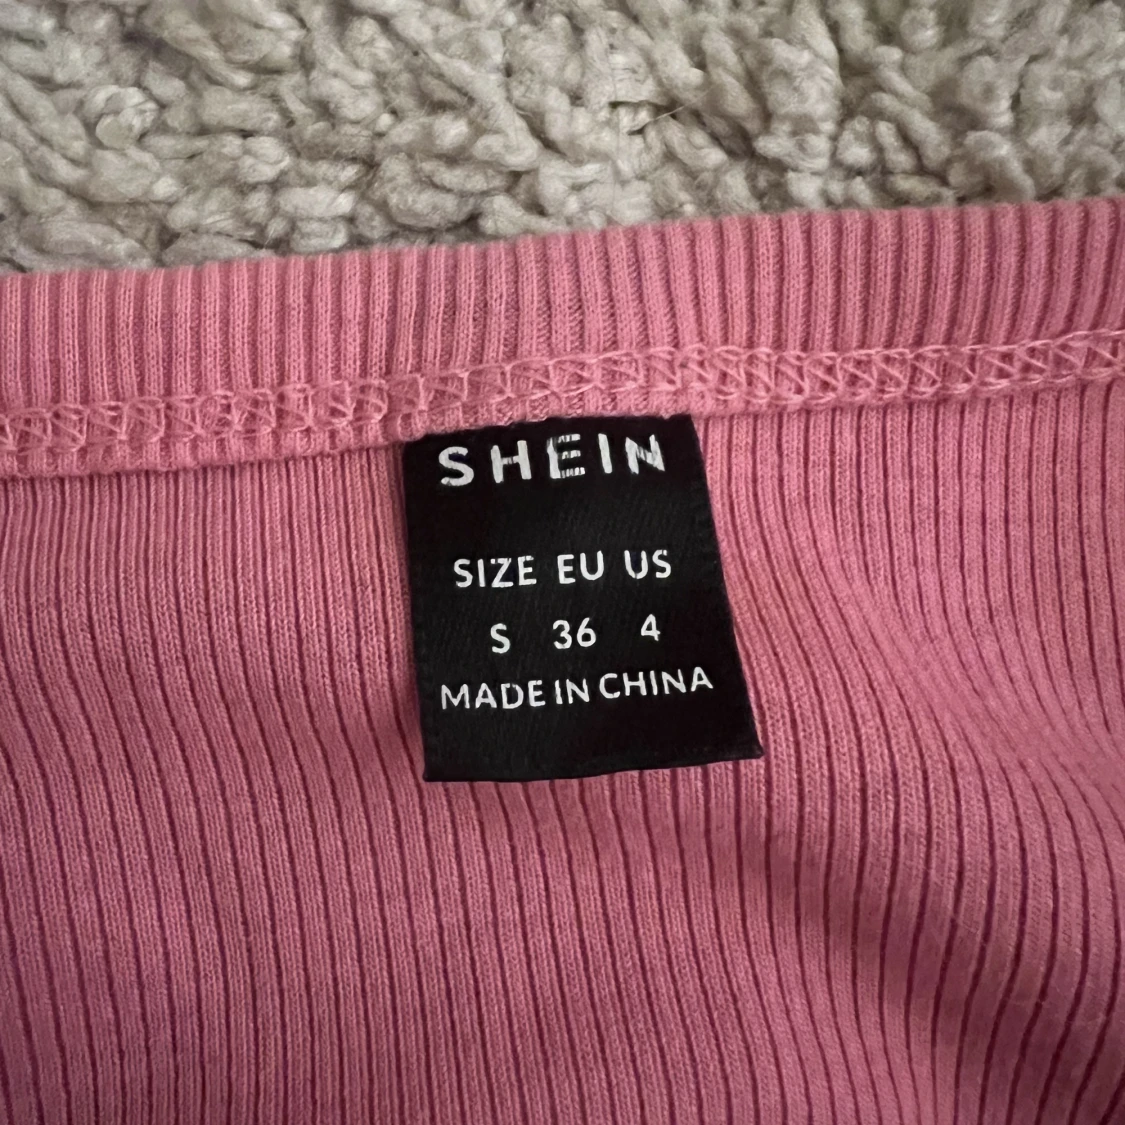 SHEIN
SIZE EU US
S 36 4
MADE IN CHINA